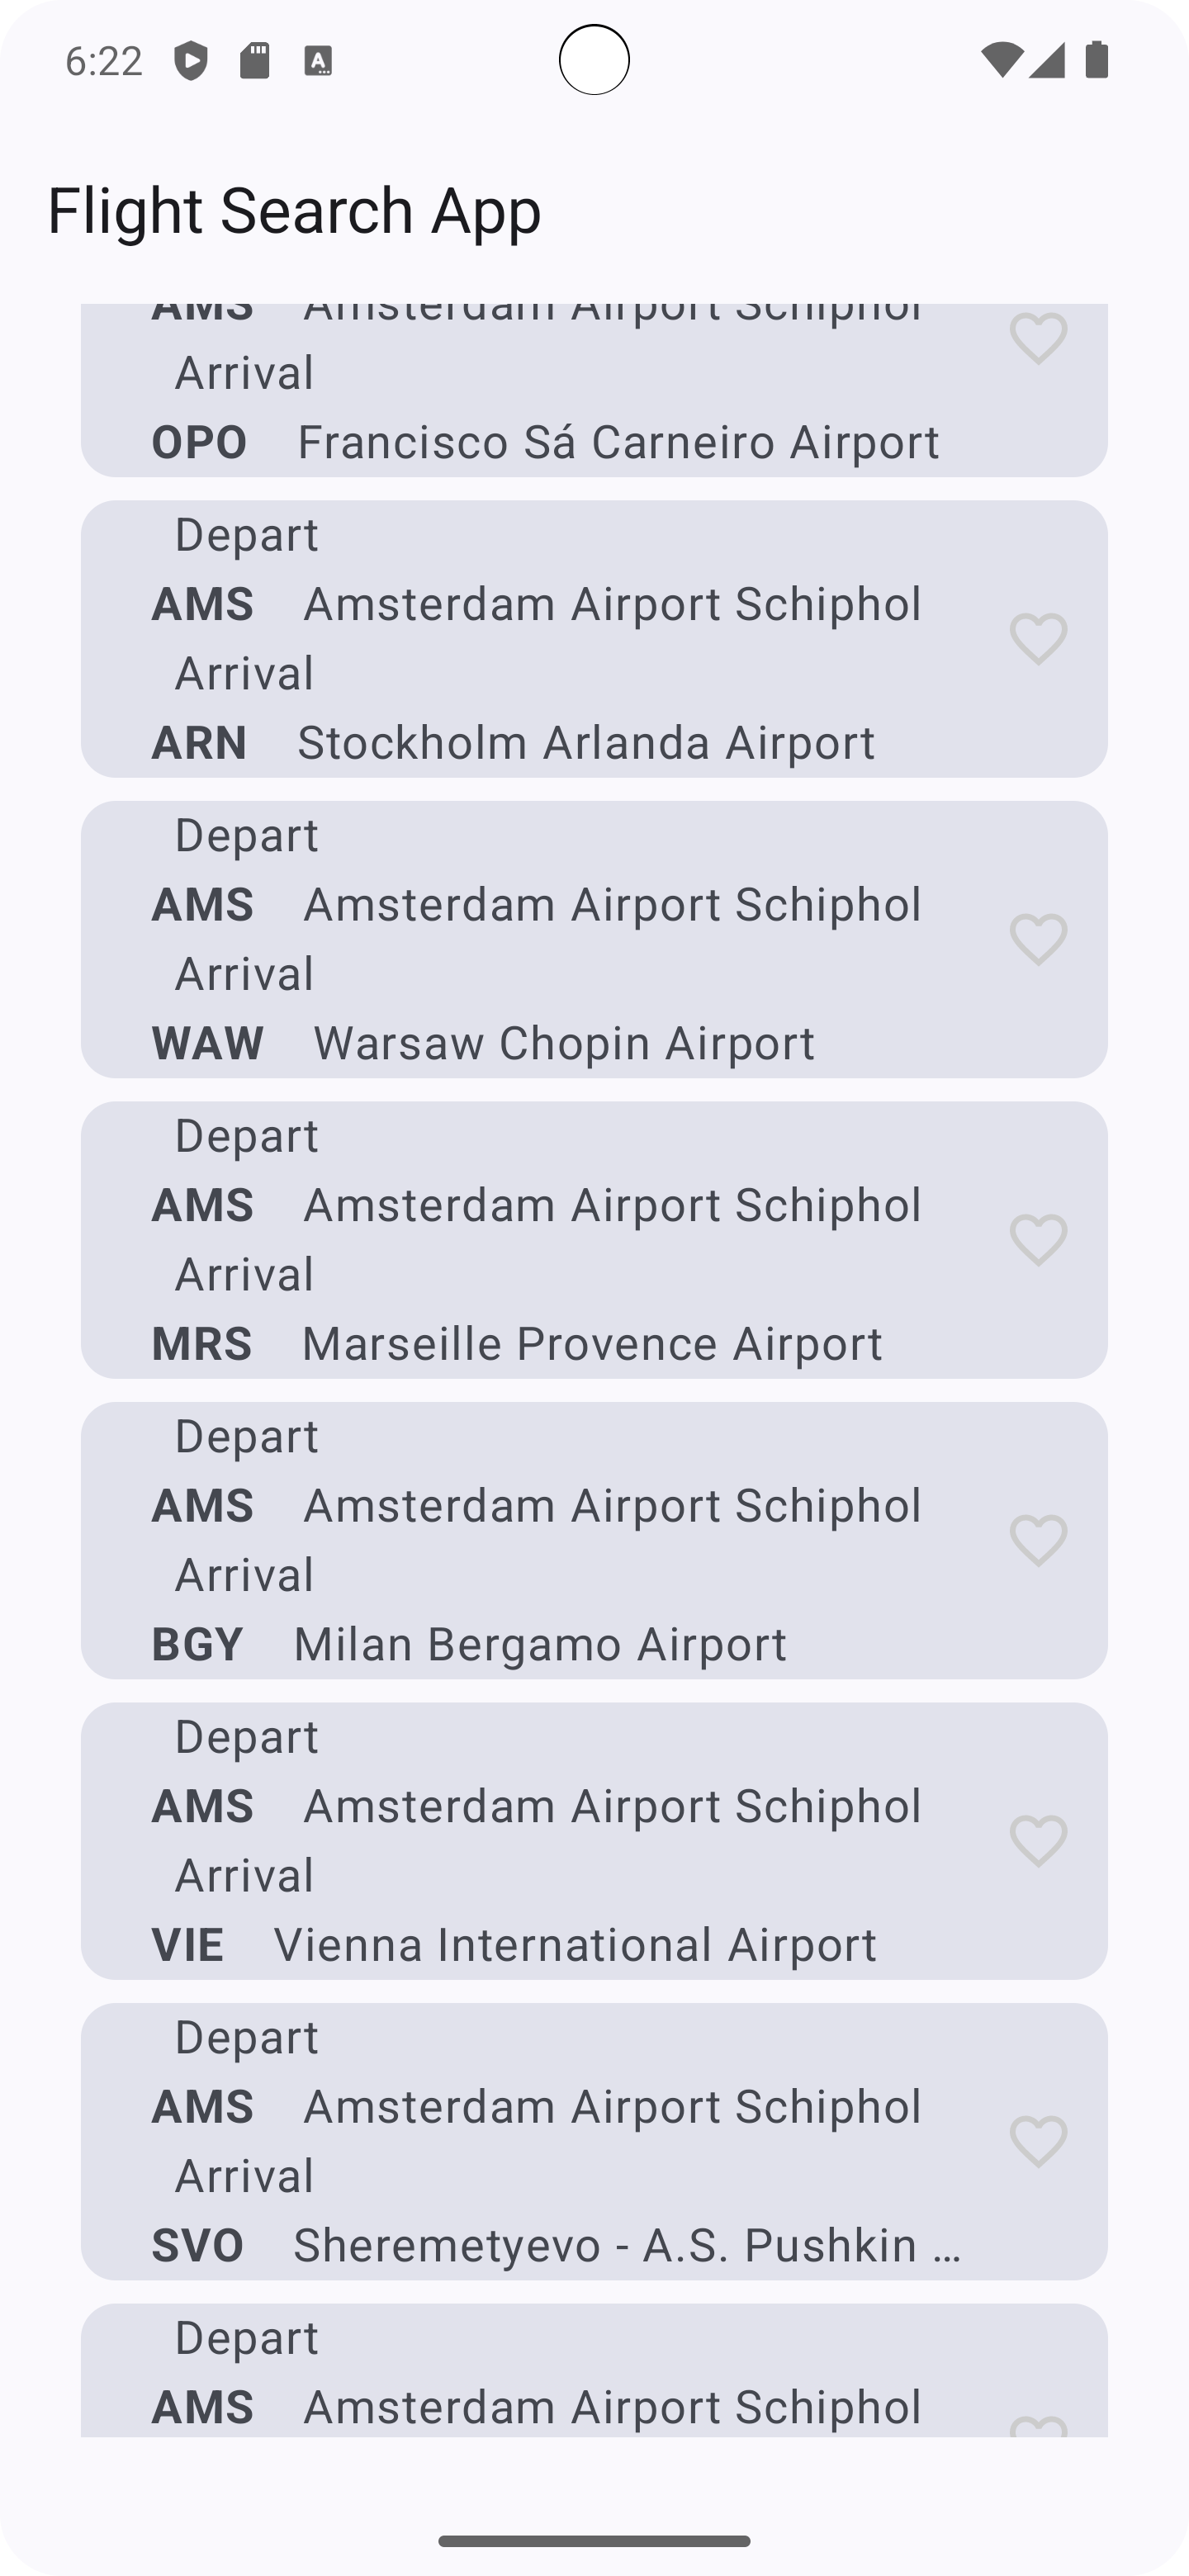 6:22
Flight Search App
AMS Amsterdam Airport Schiphol
Arrival
OPO Francisco Sá Carneiro Airport
Depart
AMS Amsterdam Airport Schiphol
Arrival
ARN Stockholm Arlanda Airport
Depart
AMS Amsterdam Airport Schiphol
Arrival
WAW Warsaw Chopin Airport
Depart
AMS Amsterdam Airport Schiphol
Arrival
MRS Marseille Provence Airport
Depart
AMS Amsterdam Airport Schiphol
Arrival
BGY Milan Bergamo Airport
Depart
AMS Amsterdam Airport Schiphol
Arrival
VIE Vienna International Airport
Depart
AMS Amsterdam Airport Schiphol
Arrival
SVO Sheremetyevo - A.S. Pushkin …
Depart
AMS Amsterdam Airport Schiphol